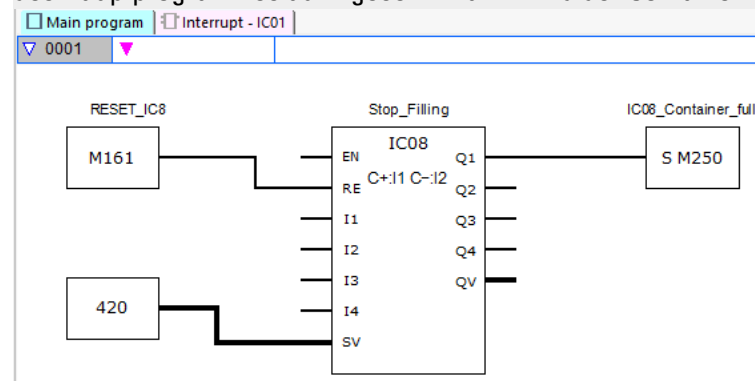 Main program Interrupt - IC01
0001
RESET_IC8 Stop_Filling IC08_Container_full
M161
IC08
C+:I1 C−:I2
EN
RE
I1
I2
I3
I4
SV
Q1
Q2
Q3
Q4
QV
S M250
420